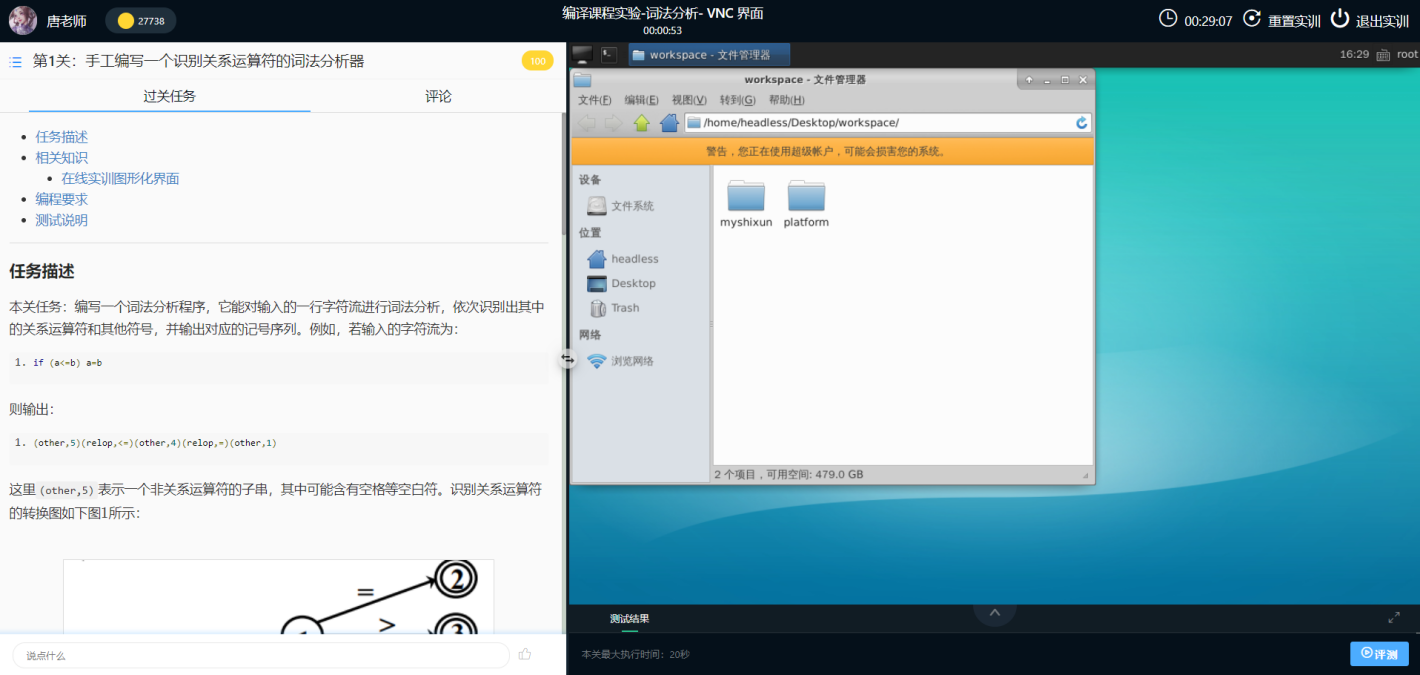 唐老师
27738
编译课程实验-词法分析- VNC 界面
00:00:53
00:29:07
重置实训
退出实训
第1关：手工编写一个识别关系运算符的词法分析器
100
过关任务
评论
任务描述
相关知识
在线实训图形化界面
编程要求
测试说明
任务描述
本关任务：编写一个词法分析程序，它能对输入的一行字符流进行词法分析，依次识别出其中
的关系运算符和其他符号，并输出对应的记号序列。例如，若输入的字符流为：
1. if (a<=b) a=b
则输出：
1. (other,5)(relop,<=)(other,4)(relop,=)(other,1)
这里 (other,5) 表示一个非关系运算符的子串，其中可能含有空格等空白符。识别关系运算符
的转换图如下图1所示：
=
2
>
3
说点什么
workspace - 文件管理器
16:29
root
workspace - 文件管理器
文件(F) 编辑(E) 视图(V) 转到(G) 帮助(H)
/home/headless/Desktop/workspace/
警告，您正在使用超级帐户，可能会损害您的系统。
设备
文件系统
位置
headless
Desktop
Trash
网络
浏览网络
myshixun
platform
2 个项目，可用空间: 479.0 GB
测试结果
本关最大执行时间：20秒
评测